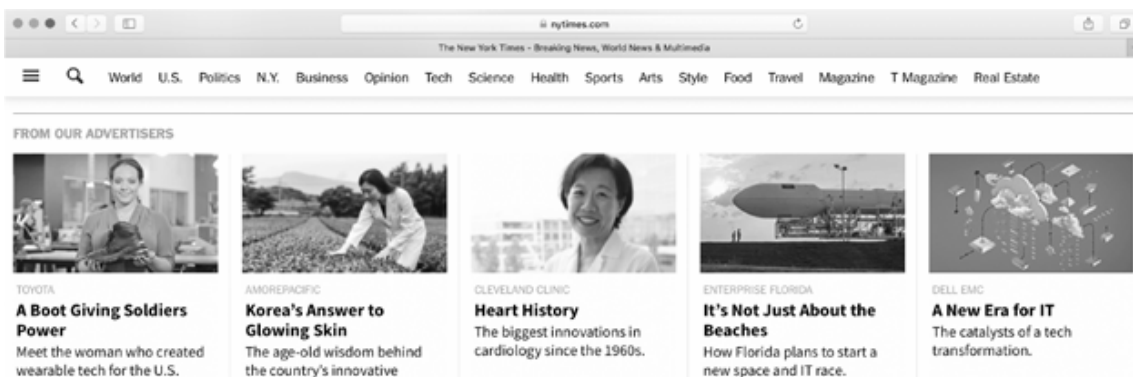 nytimes.com
The New York Times - Breaking News, World News & Multimedia
World U.S. Politics N.Y. Business Opinion Tech Science Health Sports Arts Style Food Travel Magazine T Magazine Real Estate
FROM OUR ADVERTISERS
TOYOTA
A Boot Giving Soldiers
Power
Meet the woman who created
wearable tech for the U.S.
AMOREPACIFIC
Korea's Answer to
Glowing Skin
The age-old wisdom behind
the country's innovative
CLEVELAND CLINIC
Heart History
The biggest innovations in
cardiology since the 1960s.
ENTERPRISE FLORIDA
It's Not Just About the
Beaches
How Florida plans to start a
new space and IT race.
DELL EMC
A New Era for IT
The catalysts of a tech
transformation.